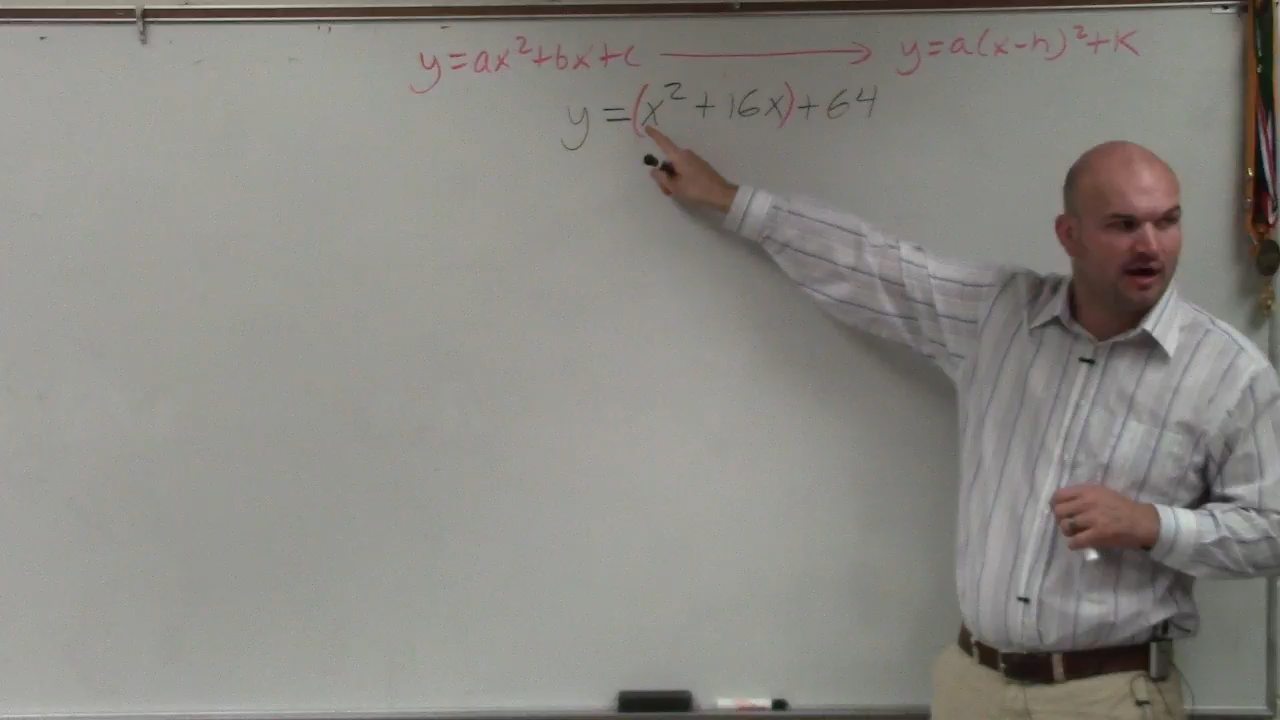 y=ax²+bx+c ⟶ y=a(x-h)²+k
y=(x²+16x)+64